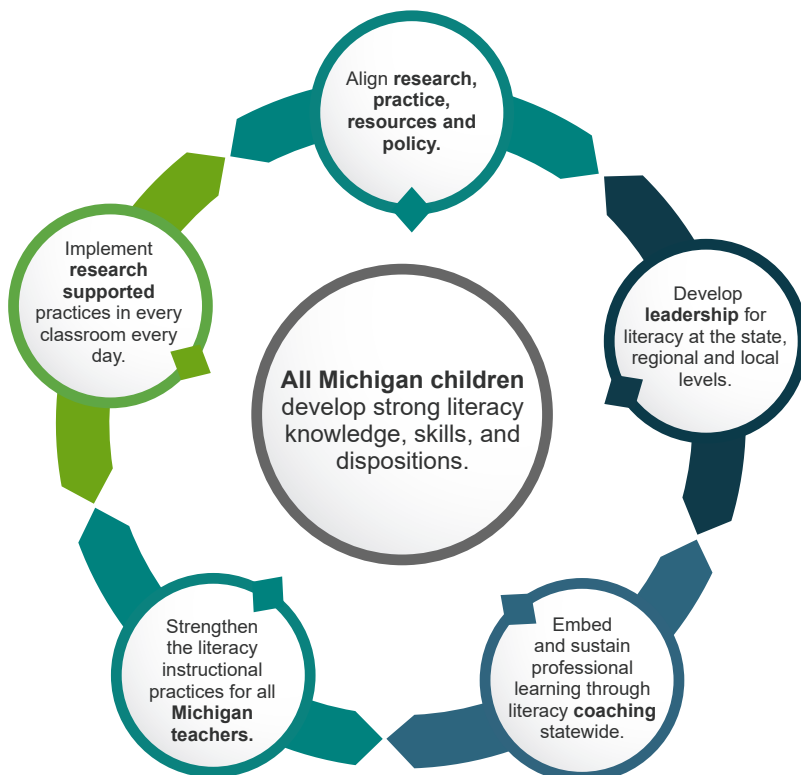 Align research,
practice,
resources and
policy.
Develop
leadership for
literacy at the state,
regional and local
levels.
Embed
and sustain
professional
learning through
literacy coaching
statewide.
Strengthen
the literacy
instructional
practices for all
Michigan
teachers.
Implement
research
supported
practices in every
classroom every
day.
All Michigan children
develop strong literacy
knowledge, skills, and
dispositions.